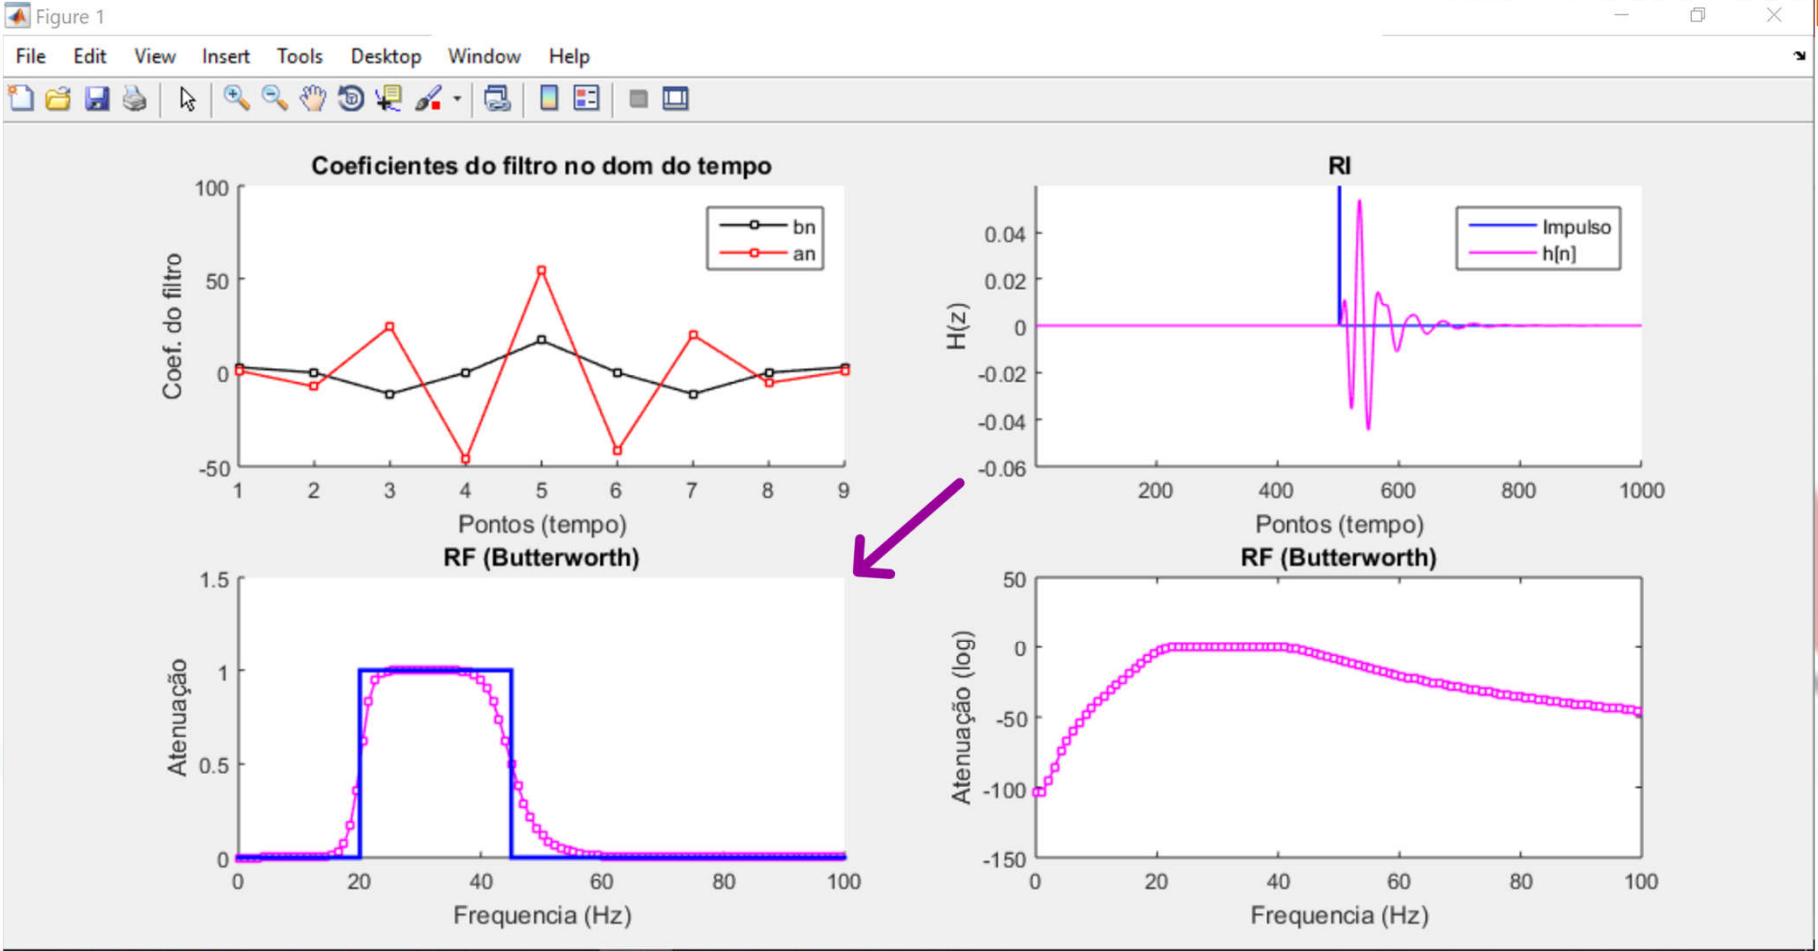 Figure 1
File Edit View Insert Tools Desktop Window Help
Coeficientes do filtro no dom do tempo
100
50
0
-50
Coef. do filtro
bn
an
1 2 3 4 5 6 7 8 9
Pontos (tempo)
RI
0.04
0.02
0
-0.02
-0.04
-0.06
H(z)
Impulso
h[n]
200 400 600 800 1000
Pontos (tempo)
RF (Butterworth)
1.5
1
0.5
0
Atenuação
0 20 40 60 80 100
Frequencia (Hz)
RF (Butterworth)
50
0
-50
-100
-150
Atenuação (log)
0 20 40 60 80 100
Frequencia (Hz)